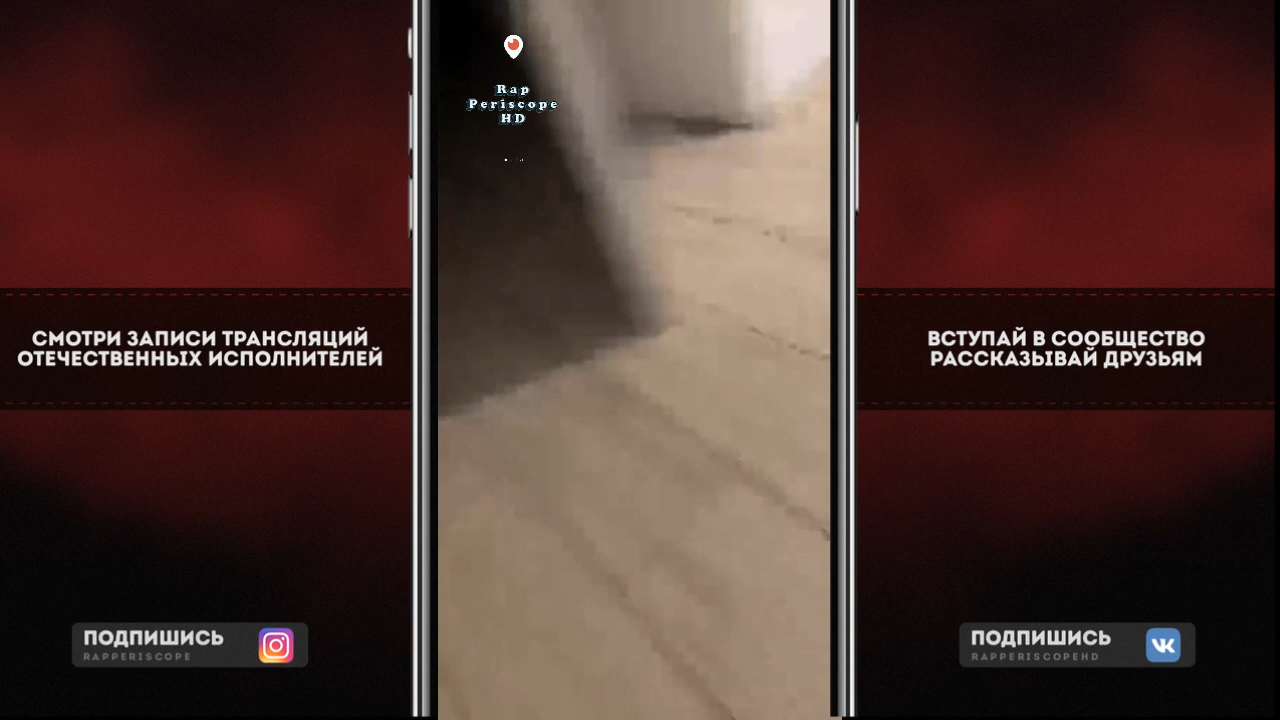 Rap
Periscope
HD
СМОТРИ ЗАПИСИ ТРАНСЛЯЦИЙ
ОТЕЧЕСТВЕННЫХ ИСПОЛНИТЕЛЕЙ
ВСТУПАЙ В СООБЩЕСТВО
РАССКАЗЫВАЙ ДРУЗЬЯМ
ПОДПИШИСЬ
RAPPERISCOPE
ПОДПИШИСЬ
RAPPERISCOPEHD